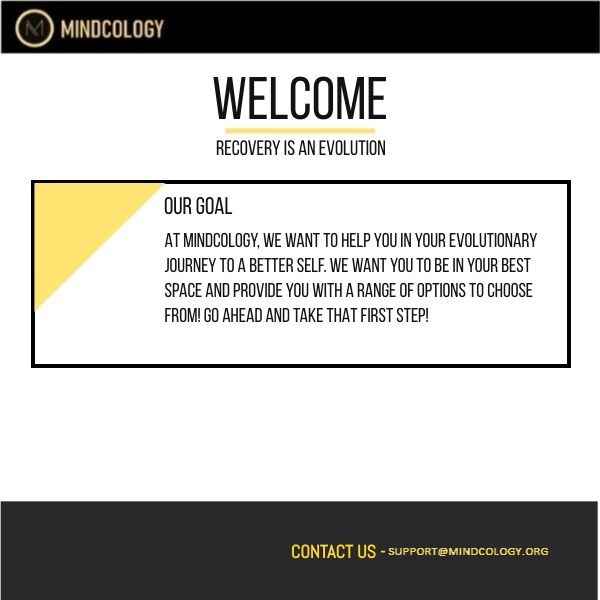 M MINDCOLOGY
WELCOME
RECOVERY IS AN EVOLUTION
OUR GOAL
AT MINDCOLOGY, WE WANT TO HELP YOU IN YOUR EVOLUTIONARY
JOURNEY TO A BETTER SELF. WE WANT YOU TO BE IN YOUR BEST
SPACE AND PROVIDE YOU WITH A RANGE OF OPTIONS TO CHOOSE
FROM! GO AHEAD AND TAKE THAT FIRST STEP!
CONTACT US - SUPPORT@MINDCOLOGY.ORG